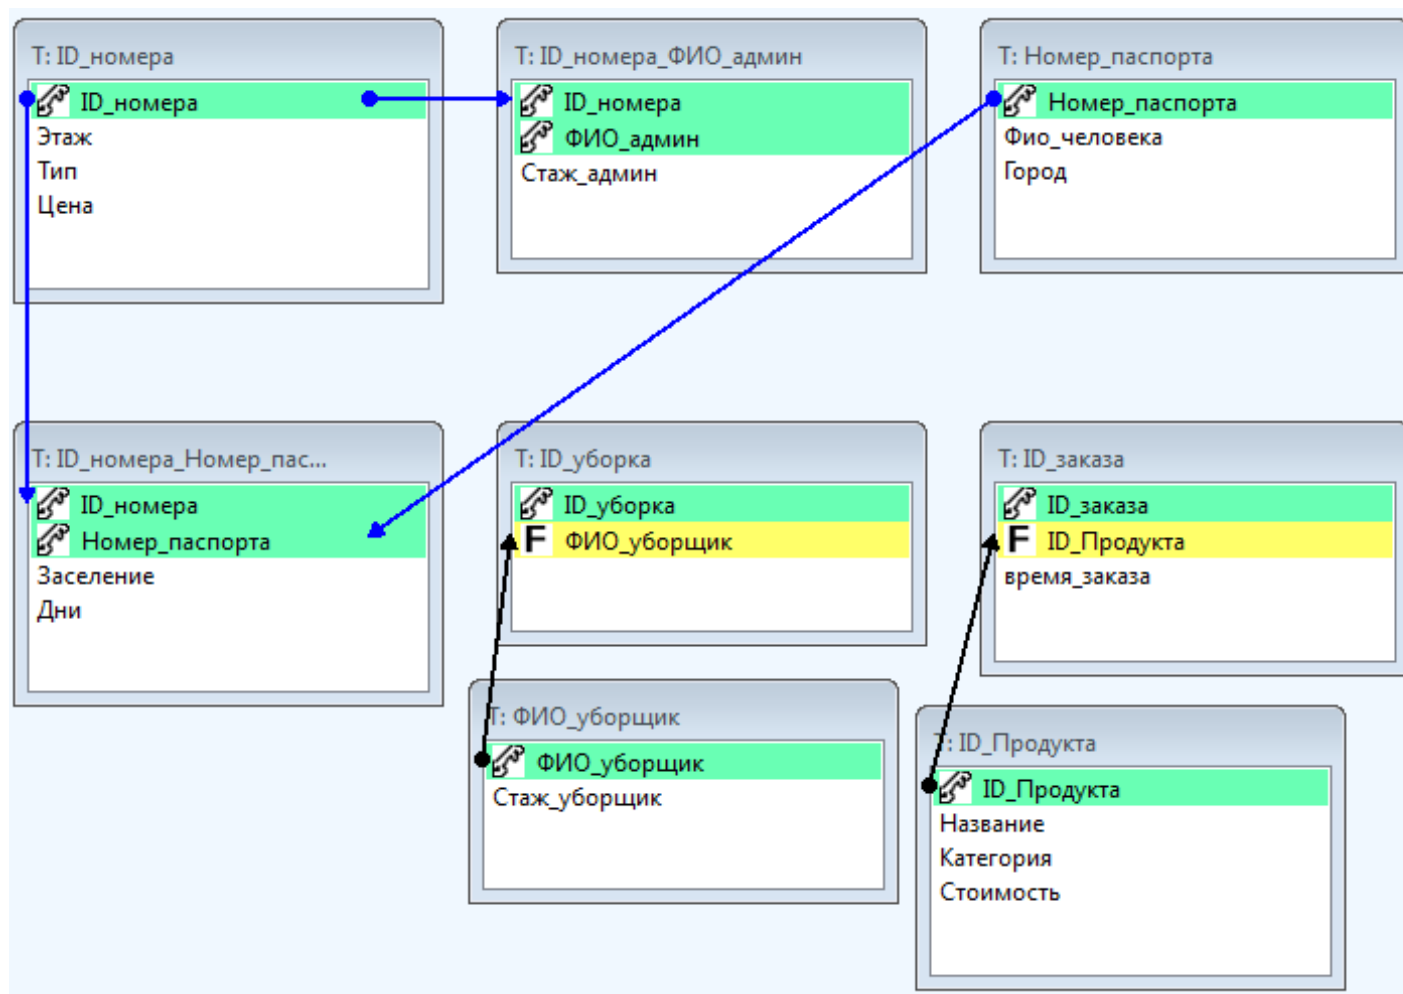 T: ID_номера
ID_номера
Этаж
Тип
Цена
T: ID_номера_ФИО_админ
ID_номера
ФИО_админ
Стаж_админ
T: Номер_паспорта
Номер_паспорта
Фио_человека
Город
T: ID_номера_Номер_пас...
ID_номера
Номер_паспорта
Заселение
Дни
T: ID_уборка
ID_уборка
F ФИО_уборщик
T: ID_заказа
ID_заказа
F ID_Продукта
время_заказа
T: ФИО_уборщик
ФИО_уборщик
Стаж_уборщик
T: ID_Продукта
ID_Продукта
Название
Категория
Стоимость